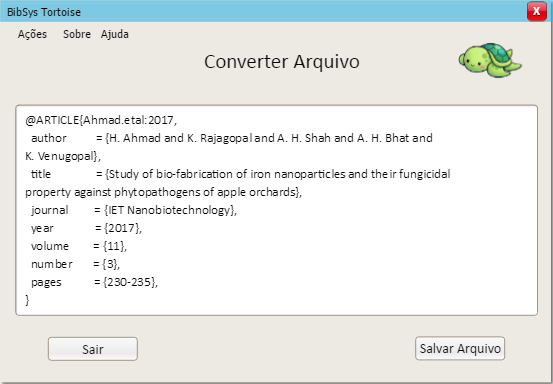 BibSys Tortoise
X
Ações Sobre Ajuda
Converter Arquivo
@ARTICLE{Ahmad.etal:2017,
author = {H. Ahmad and K. Rajagopal and A. H. Shah and A. H. Bhat and
K. Venugopal},
title = {Study of bio-fabrication of iron nanoparticles and their fungicidal
property against phytopathogens of apple orchards},
journal = {IET Nanobiotechnology},
year = {2017},
volume = {11},
number = {3},
pages = {230-235},
}
Sair Salvar Arquivo